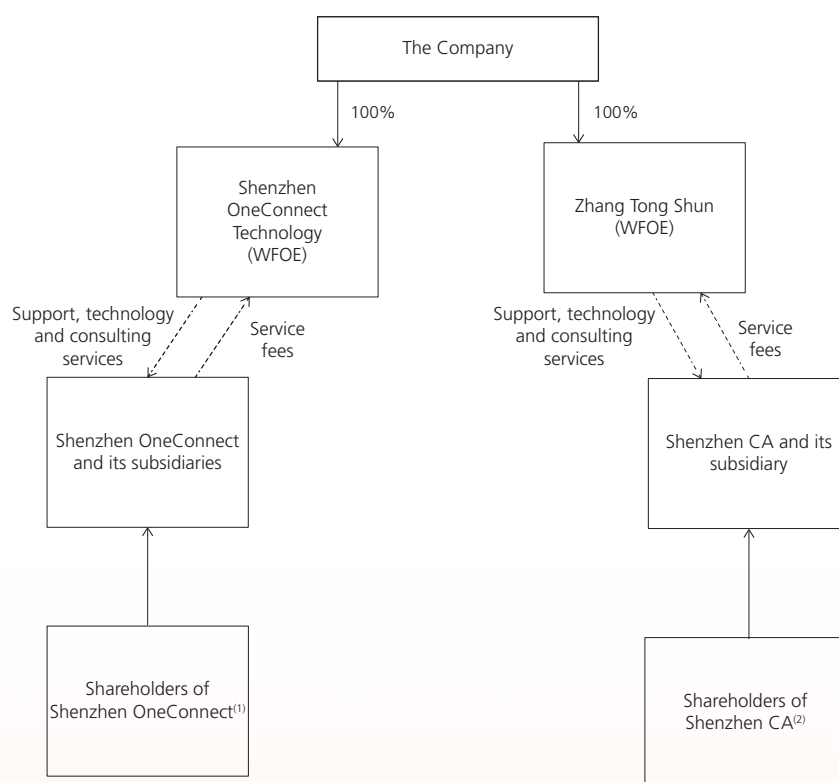 The Company
100%
100%
Shenzhen
OneConnect
Technology
(WFOE)
Zhang Tong Shun
(WFOE)
Support, technology
and consulting
services
Service
fees
Support, technology
and consulting
services
Service
fees
Shenzhen OneConnect
and its subsidiaries
Shenzhen CA and its
subsidiary
Shareholders of
Shenzhen OneConnect(1)
Shareholders of
Shenzhen CA(2)